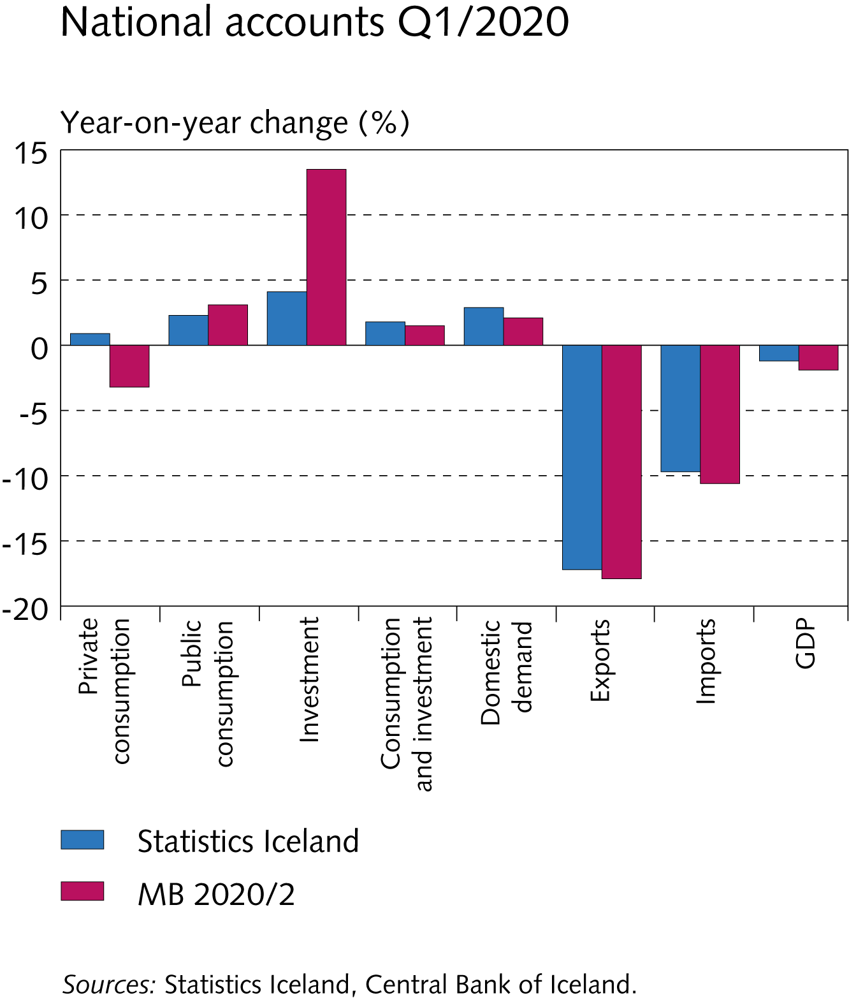 National accounts Q1/2020
Year-on-year change (%)
15
10
5
0
-5
-10
-15
-20
Private
consumption
Public
consumption
Investment
Consumption
and investment
Domestic
demand
Exports
Imports
GDP
Statistics Iceland
MB 2020/2
Sources: Statistics Iceland, Central Bank of Iceland.